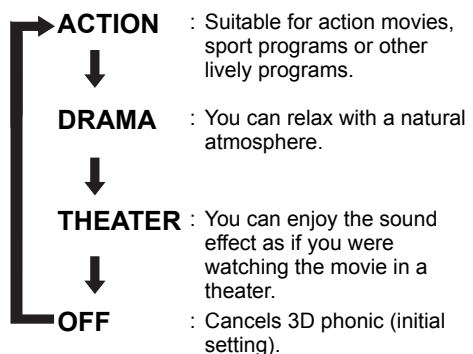 ACTION : Suitable for action movies,
sport programs or other
lively programs.
DRAMA : You can relax with a natural
atmosphere.
THEATER : You can enjoy the sound
effect as if you were
watching the movie in a
theater.
OFF : Cancels 3D phonic (initial
setting).